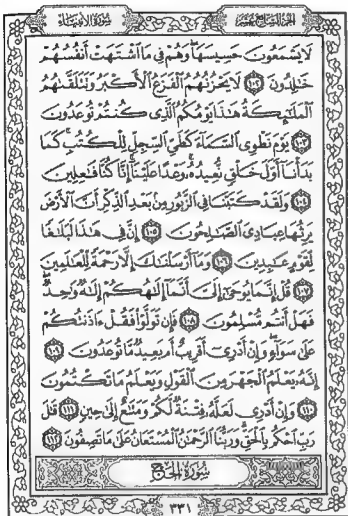 الجزء السابع عشر سورة الأنبياء
لَا يَسْمَعُونَ حَسِيسَهَا وَهُمْ فِي مَا اشْتَهَتْ أَنفُسُهُمْ
خَالِدُونَ ١٠٢ لَا يَحْزُنُهُمُ الْفَزَعُ الْأَكْبَرُ وَتَتَلَقَّاهُمُ
الْمَلَائِكَةُ هَذَا يَوْمُكُمُ الَّذِي كُنتُمْ تُوعَدُونَ
١٠٣ يَوْمَ نَطْوِي السَّمَاءَ كَطَيِّ السِّجِلِّ لِلْكُتُبِ كَمَا
بَدَأْنَا أَوَّلَ خَلْقٍ نُّعِيدُهُ وَعْدًا عَلَيْنَا إِنَّا كُنَّا فَاعِلِينَ
١٠٤ وَلَقَدْ كَتَبْنَا فِي الزَّبُورِ مِن بَعْدِ الذِّكْرِ أَنَّ الْأَرْضَ
يَرِثُهَا عِبَادِيَ الصَّالِحُونَ ١٠٥ إِنَّ فِي هَذَا لَبَلَاغًا
لِّقَوْمٍ عَابِدِينَ ١٠٦ وَمَا أَرْسَلْنَاكَ إِلَّا رَحْمَةً لِّلْعَالَمِينَ
١٠٧ قُلْ إِنَّمَا يُوحَى إِلَيَّ أَنَّمَا إِلَهُكُمْ إِلَهٌ وَاحِدٌ
فَهَلْ أَنتُم مُّسْلِمُونَ ١٠٨ فَإِن تَوَلَّوْا فَقُلْ آذَنتُكُمْ
عَلَى سَوَاءٍ وَإِنْ أَدْرِي أَقَرِيبٌ أَم بَعِيدٌ مَّا تُوعَدُونَ ١٠٩
إِنَّهُ يَعْلَمُ الْجَهْرَ مِنَ الْقَوْلِ وَيَعْلَمُ مَا تَكْتُمُونَ
١١٠ وَإِنْ أَدْرِي لَعَلَّهُ فِتْنَةٌ لَّكُمْ وَمَتَاعٌ إِلَى حِينٍ ١١١ قَالَ
رَبِّ احْكُم بِالْحَقِّ وَرَبُّنَا الرَّحْمَنُ الْمُسْتَعَانُ عَلَى مَا تَصِفُونَ ١١٢
سُورَةُ الحَجِّ
٣٣١